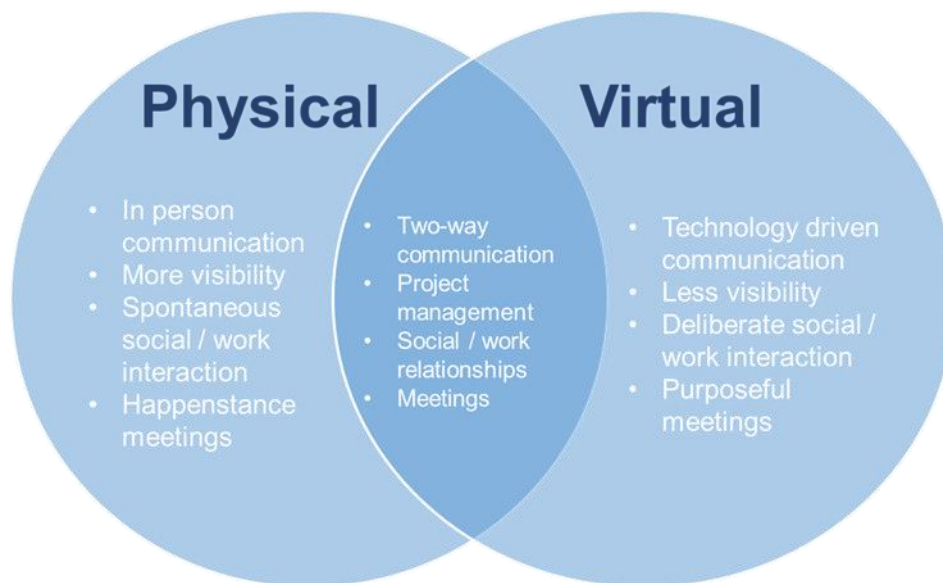 Physical
• In person
communication
• More visibility
• Spontaneous
social / work
interaction
• Happenstance
meetings
• Two-way
communication
• Project
management
• Social / work
relationships
• Meetings
Virtual
• Technology driven
communication
• Less visibility
• Deliberate social /
work interaction
• Purposeful
meetings